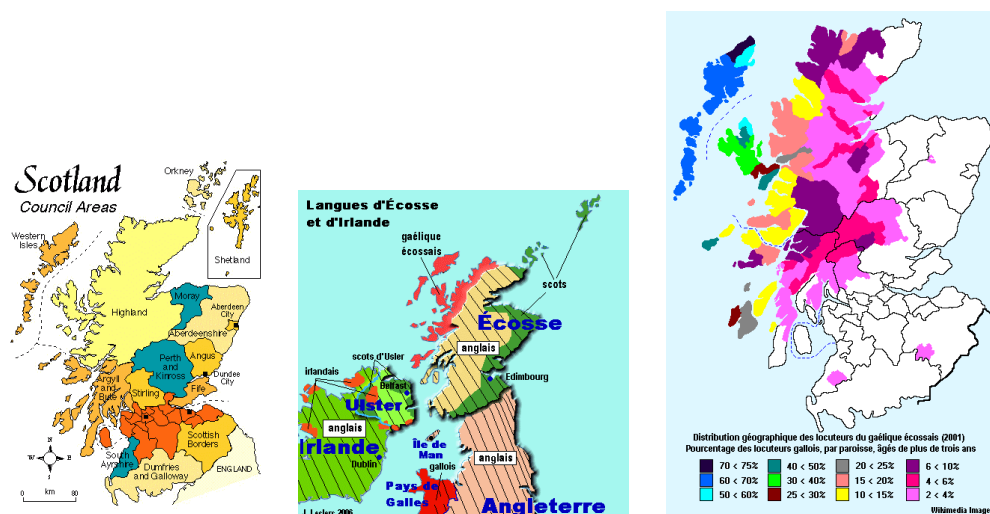 Scotland
Council Areas
Orkney
Western
Isles
Shetland
Moray
Highland
Aberdeen
City
Aberdeenshire
Perth
and
Kinross
Angus
Dundee
City
Argyll
and
Bute
Stirling
Fife
Scottish
Borders
South
Ayrshire
Dumfries
and Galloway
ENGLAND
N
W
E
S
km
0
80
Langues d'Écosse
et d'Irlande
gaélique
écossais
scots
Écosse
anglais
scots d'Usler
irlandais
Belfast
Edimbourg
Ulster
anglais
Irlande
Île de
Man
Dublin
gallois
anglais
Pays de
Galles
Angleterre
J. Leclerc 2006
Distribution géographique des locuteurs du gaélique écossais (2001)
Pourcentage des locuteurs gallois, par paroisse, âgés de plus de trois ans
70 < 75% 40 < 50% 20 < 25% 6 < 10%
60 < 70% 30 < 40% 15 < 20% 4 < 6%
50 < 60% 25 < 30% 10 < 15% 2 < 4%
Wikimedia Image